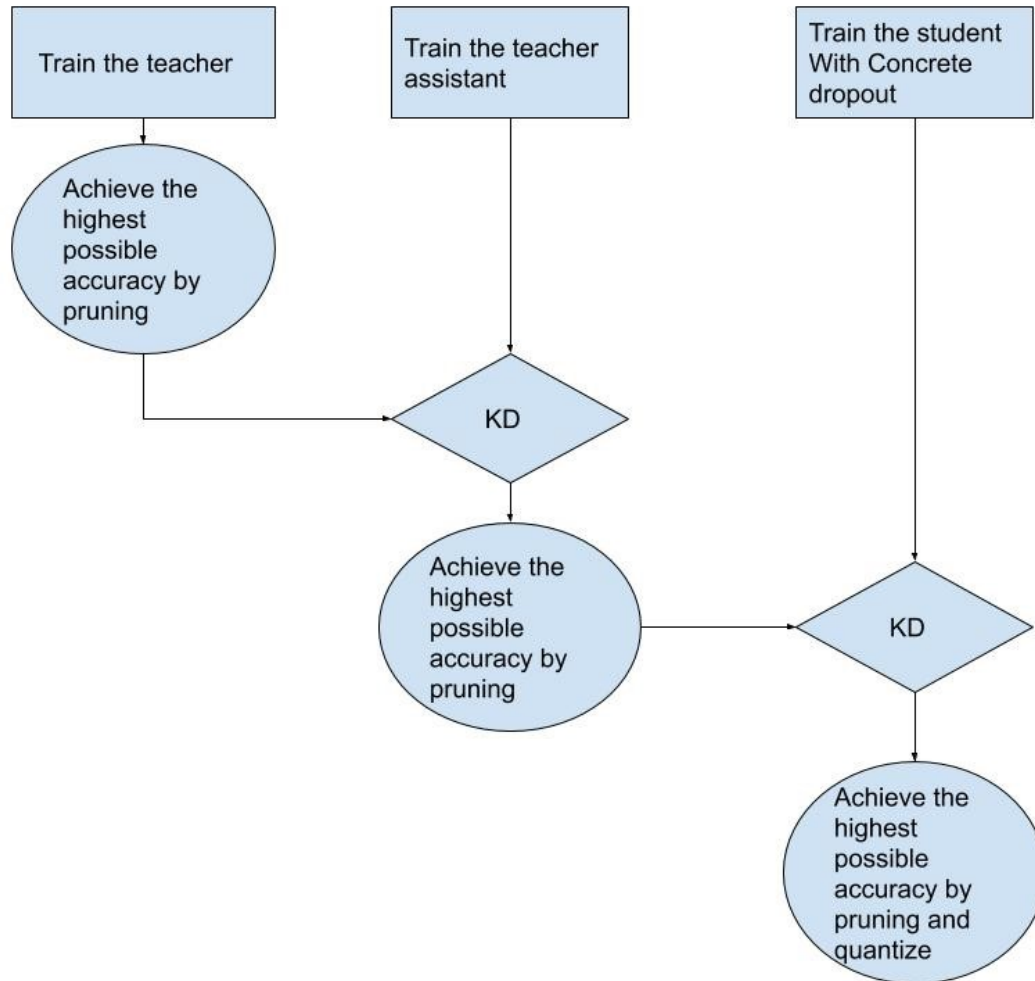 Train the teacher
Train the teacher
assistant
Train the student
With Concrete
dropout
Achieve the
highest
possible
accuracy by
pruning
KD
Achieve the
highest
possible
accuracy by
pruning
KD
Achieve the
highest
possible
accuracy by
pruning and
quantize